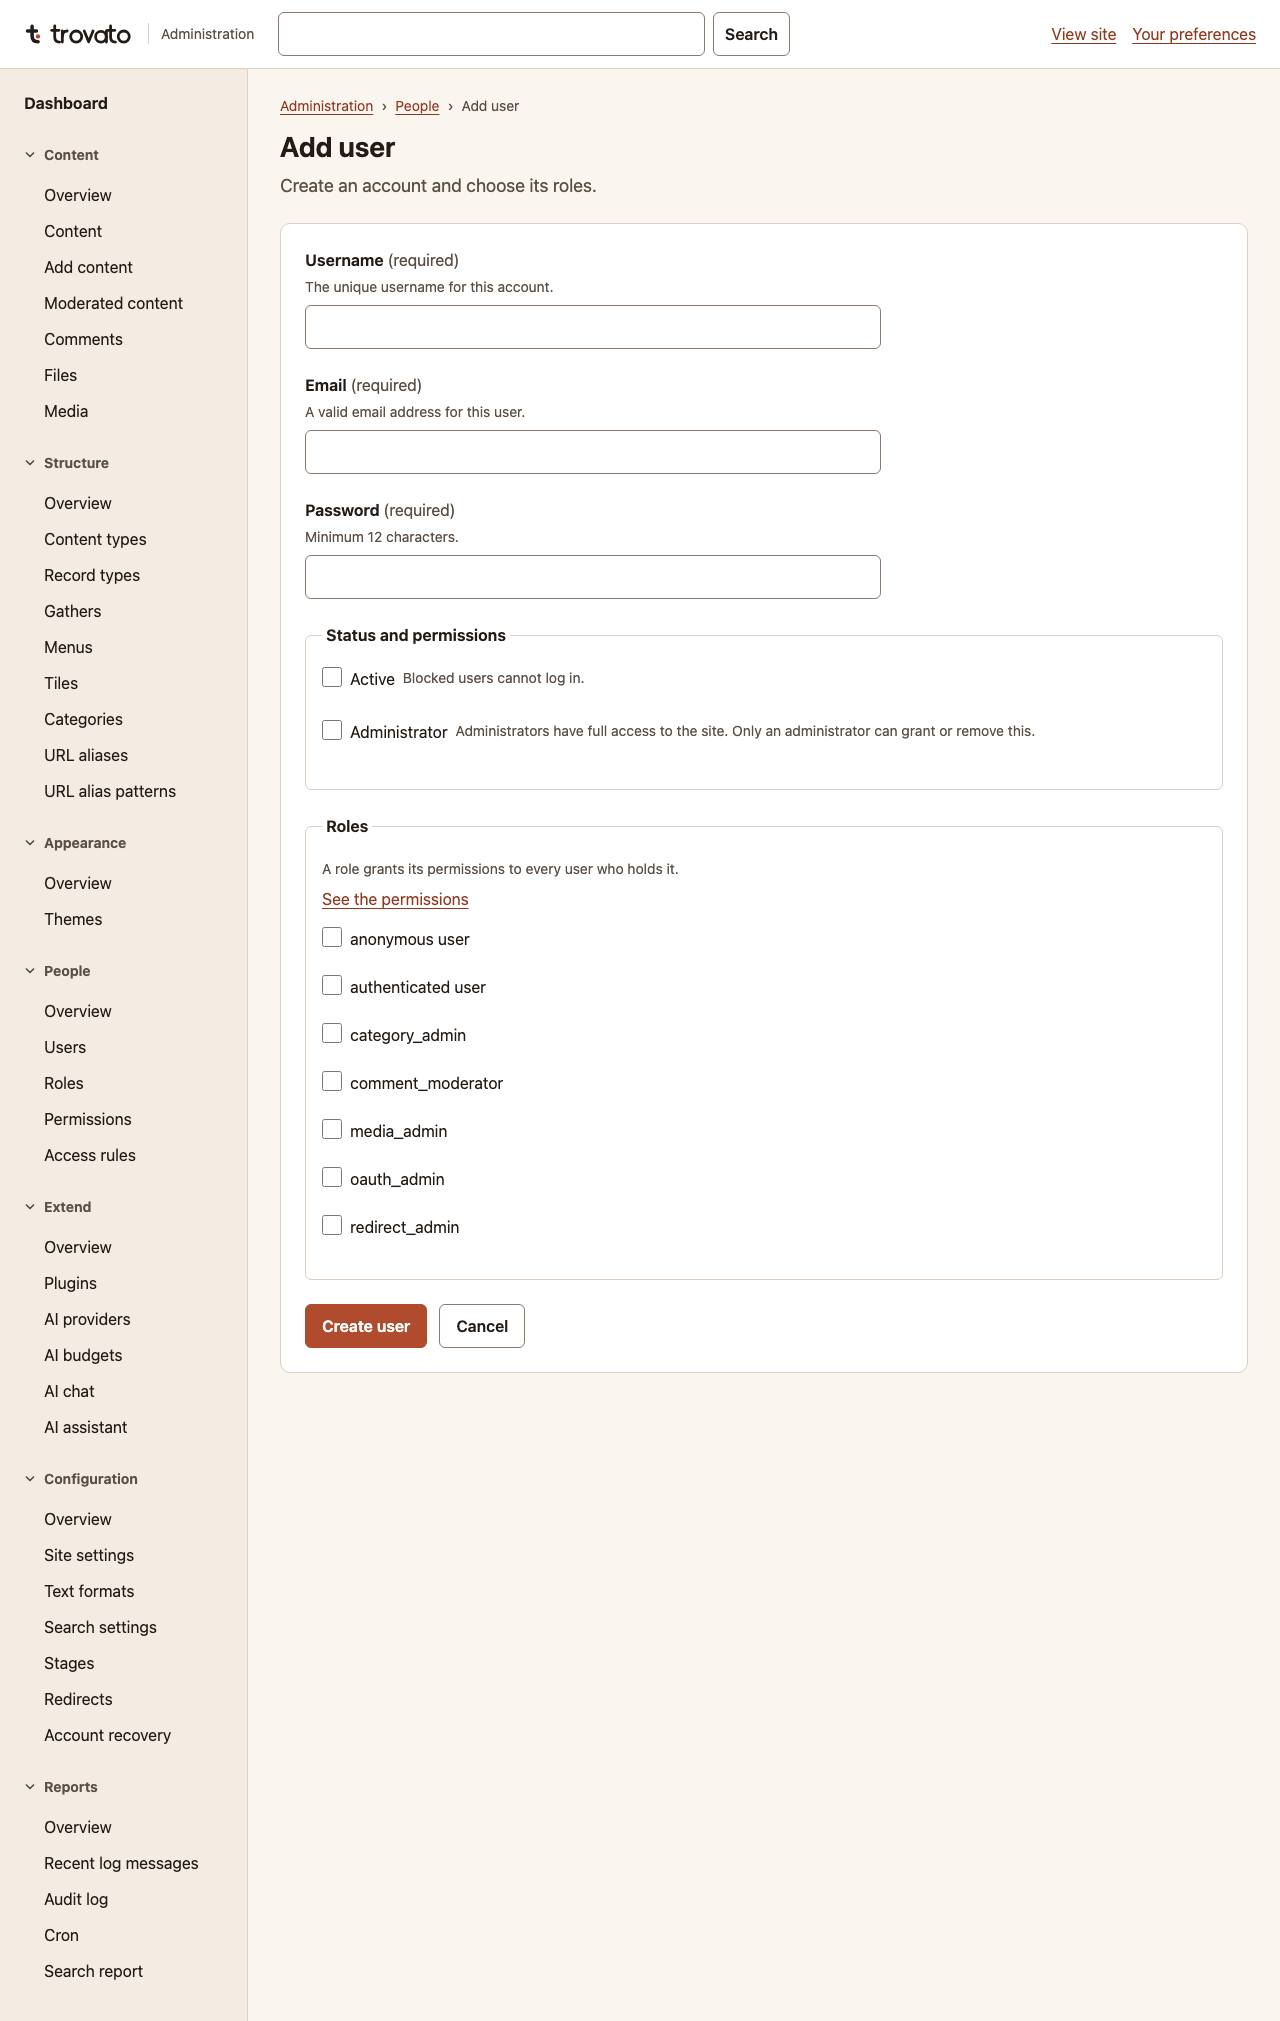 trovato
Administration
Search
View site
Your preferences
Dashboard
Content
Overview
Content
Add content
Moderated content
Comments
Files
Media
Structure
Overview
Content types
Record types
Gathers
Menus
Tiles
Categories
URL aliases
URL alias patterns
Appearance
Overview
Themes
People
Overview
Users
Roles
Permissions
Access rules
Extend
Overview
Plugins
AI providers
AI budgets
AI chat
AI assistant
Configuration
Overview
Site settings
Text formats
Search settings
Stages
Redirects
Account recovery
Reports
Overview
Recent log messages
Audit log
Cron
Search report
Administration › People › Add user
Add user
Create an account and choose its roles.
Username (required)
The unique username for this account.
Email (required)
A valid email address for this user.
Password (required)
Minimum 12 characters.
Status and permissions
Active Blocked users cannot log in.
Administrator Administrators have full access to the site. Only an administrator can grant or remove this.
Roles
A role grants its permissions to every user who holds it.
See the permissions
anonymous user
authenticated user
category_admin
comment_moderator
media_admin
oauth_admin
redirect_admin
Create user
Cancel